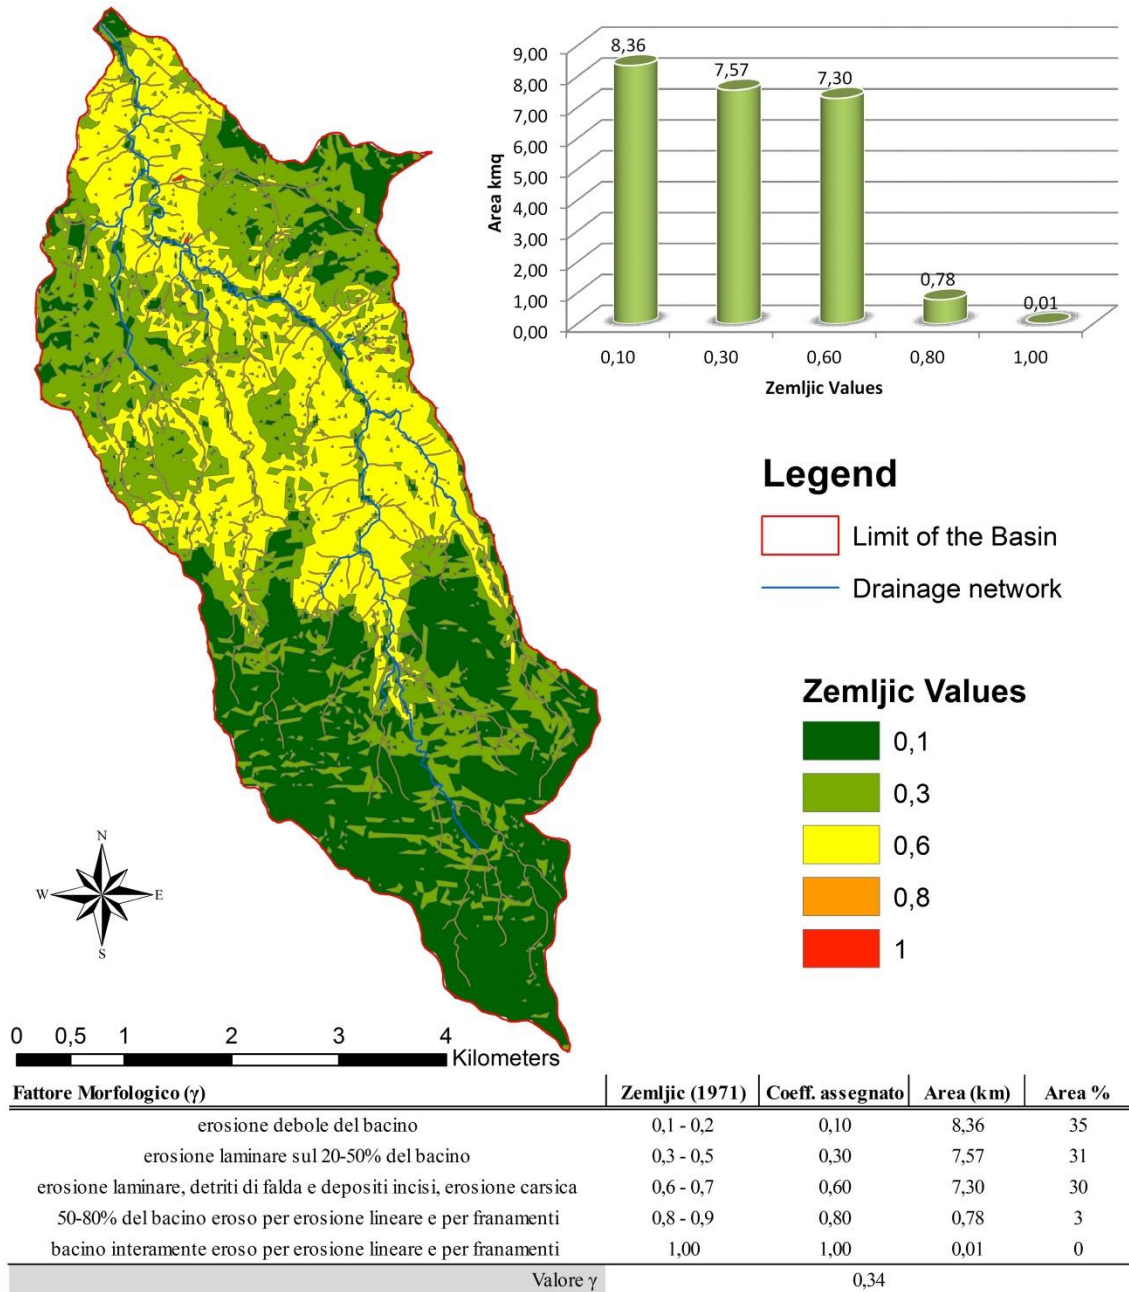 9,00
8,00
7,00
6,00
5,00
4,00
3,00
2,00
1,00
0,00
Area kmq
8,36
7,57
7,30
0,78
0,01
0,10 0,30 0,60 0,80 1,00
Zemljic Values
Legend
Limit of the Basin
Drainage network
Zemljic Values
0,1
0,3
0,6
0,8
1
N
W E
S
0 0,5 1 2 3 4
Kilometers
Fattore Morfologico (γ) Zemljic (1971) Coeff. assegnato Area (km) Area %
erosione debole del bacino 0,1 - 0,2 0,10 8,36 35
erosione laminare sul 20-50% del bacino 0,3 - 0,5 0,30 7,57 31
erosione laminare, detriti di falda e depositi incisi, erosione carsica 0,6 - 0,7 0,60 7,30 30
50-80% del bacino eroso per erosione lineare e per franamenti 0,8 - 0,9 0,80 0,78 3
bacino interamente eroso per erosione lineare e per franamenti 1,00 1,00 0,01 0
Valore γ 0,34